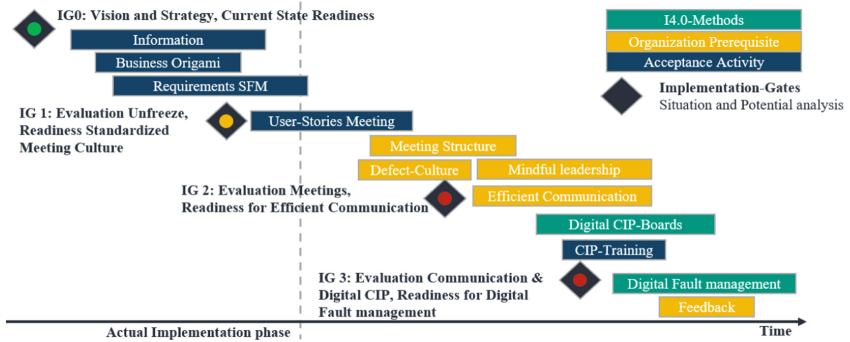 IG0: Vision and Strategy, Current State Readiness
Information
Business Origami
Requirements SFM
I4.0-Methods
Organization Prerequisite
Acceptance Activity
Implementation-Gates
Situation and Potential analysis
IG 1: Evaluation Unfreeze,
Readiness Standardized
Meeting Culture
User-Stories Meeting
Meeting Structure
Defect-Culture
Mindful leadership
IG 2: Evaluation Meetings,
Readiness for Efficient Communication
Efficient Communication
Digital CIP-Boards
CIP-Training
IG 3: Evaluation Communication &
Digital CIP, Readiness for Digital
Fault management
Digital Fault management
Feedback
Actual Implementation phase
Time